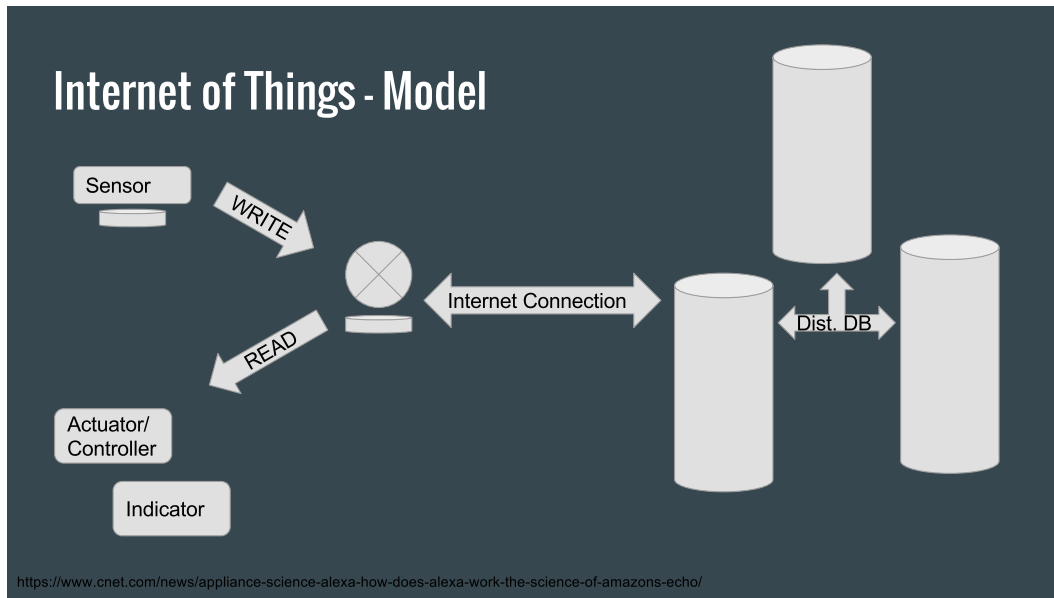 Internet of Things - Model
Sensor
WRITE
Internet Connection
Dist. DB
READ
Actuator/
Controller
Indicator
https://www.cnet.com/news/appliance-science-alexa-how-does-alexa-work-the-science-of-amazons-echo/